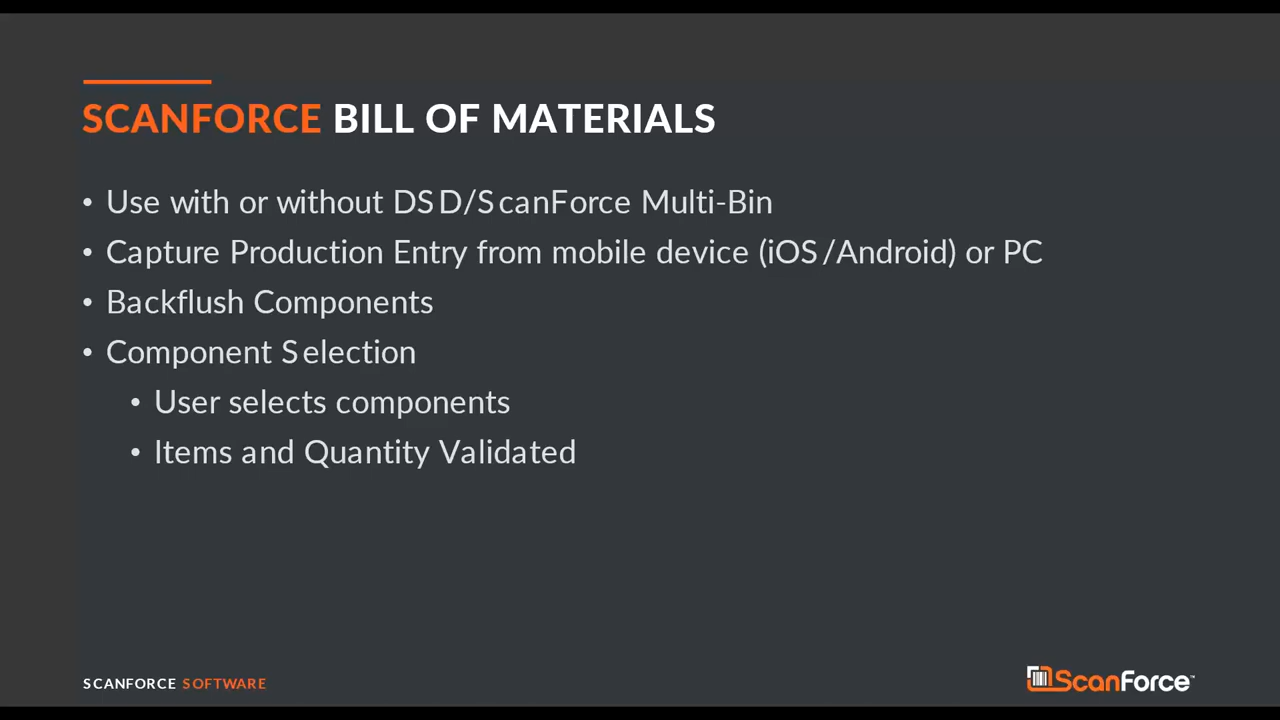 SCANFORCE BILL OF MATERIALS
• Use with or without DSD/ScanForce Multi-Bin
• Capture Production Entry from mobile device (iOS/Android) or PC
• Backflush Components
• Component Selection
• User selects components
• Items and Quantity Validated
SCANFORCE SOFTWARE
ScanForce™